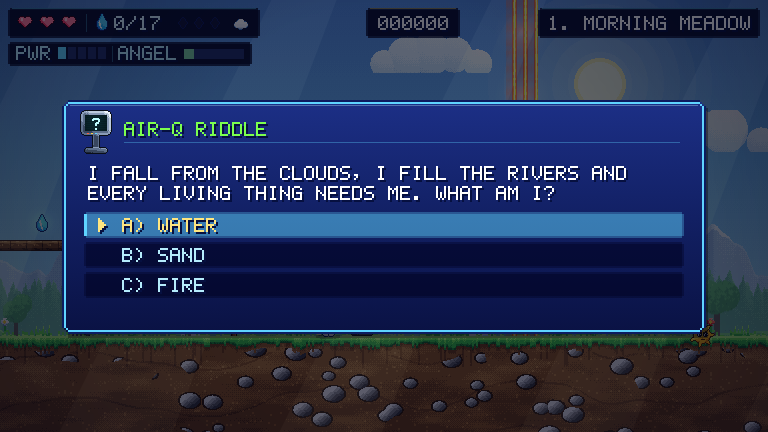 0/17
000000
1. MORNING MEADOW
PWR
ANGEL
?
AIR-Q RIDDLE
I FALL FROM THE CLOUDS, I FILL THE RIVERS AND
EVERY LIVING THING NEEDS ME. WHAT AM I?
A) WATER
B) SAND
C) FIRE